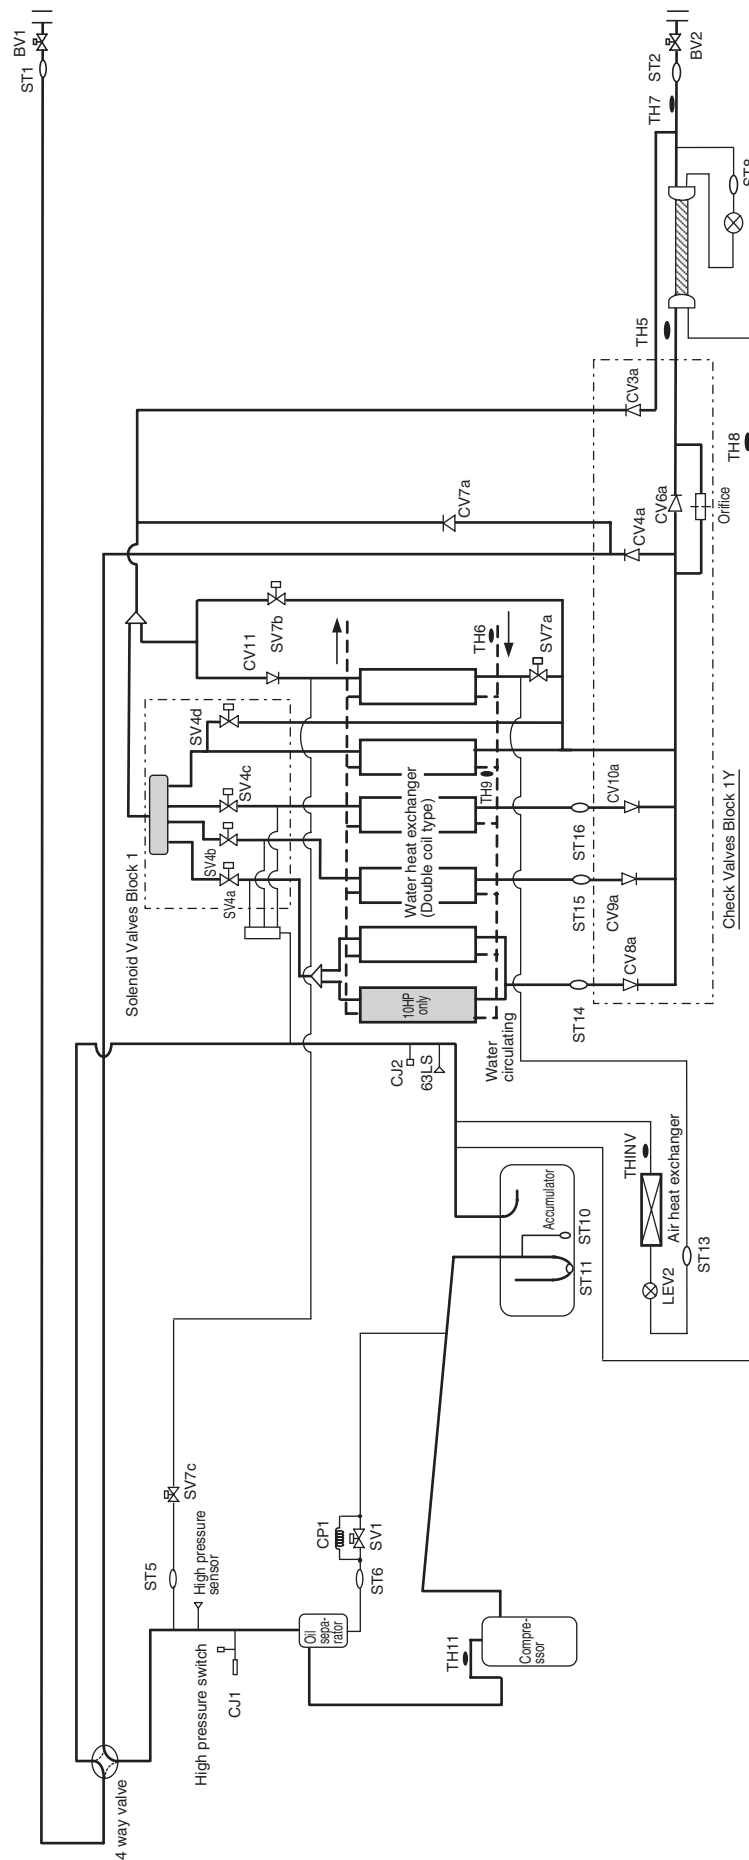 BV1
ST1
BV2
ST2
TH7
ST8
TH5
CV3a
TH8
CV7a
CV6a
CV4a
Orifice
CV11
SV7b
TH6
SV7a
Solenoid Valves Block 1
SV4d
SV4c
SV4b
SV4a
Water heat exchanger
(Double coil type)
TH9
CV10a
ST16
ST15
CV9a
CV8a
ST14
Check Valves Block 1Y
10HP
only
Water
circulating
CJ2
63LS
THINV
Air heat exchanger
Accumulator
ST10
ST11
LEV2
ST13
SV7c
ST5
High pressure
sensor
CP1
SV1
ST6
High pressure switch
CJ1
Oil
sepa-
rator
TH11
Compre-
ssor
4 way valve